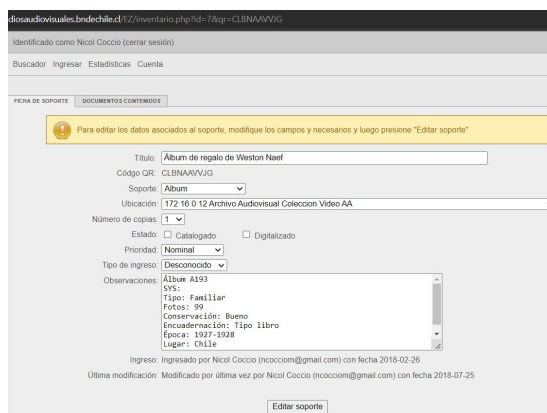 diosaudiovisuales.bndechile.cl/EZ/inventario.php?id=7&qr=CLBNAAVVJG
Identificado como Nicol Coccio (cerrar sesión)
Buscador Ingresar Estadísticas Cuenta
FICHA DE SOPORTE DOCUMENTOS CONTENIDOS
Para editar los datos asociados al soporte, modifique los campos y necesarios y luego presione "Editar soporte"
Título: Álbum de regalo de Weston Naef
Códgo QR: CLBNAAVVJG
Soporte: Album
Ubicación: 172 16 0 12 Archivo Audiovisual Coleccion Video AA
Número de copias: 1
Estado: Catalogado Digitalizado
Prioridad: Nominal
Tipo de ingreso: Desconocido
Observaciones: Álbum A193
SYS:
Tipo: Familiar
Fotos: 99
Conservación: Bueno
Encuadernación: Tipo libro
Época: 1927-1928
Lugar: Chile
Ingreso: Ingresado por Nicol Coccio (ncocciom@gmail.com) con fecha 2018-02-26
Última modificación: Modificado por última vez por Nicol Coccio (ncocciom@gmail.com) con fecha 2018-07-25
Editar soporte